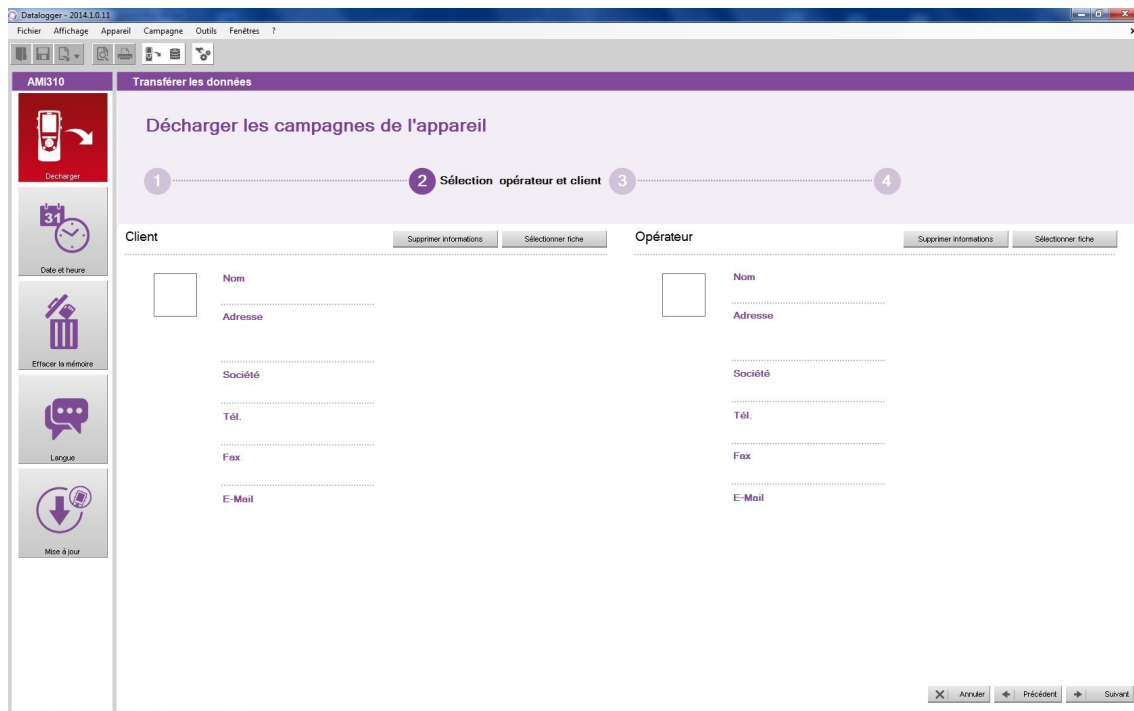 Datalogger - 2014.1.0.11
Fichier Affichage Appareil Campagne Outils Fenêtres ?
AMI310
Transférer les données
Décharger les campagnes de l'appareil
Decharger
1 2 Sélection opérateur et client 3 4
31
Date et heure
Effacer la mémoire
Langue
Mise à jour
Client Supprimer informations Sélectionner fiche
Nom
Adresse
Société
Tél.
Fax
E-Mail
Opérateur Supprimer informations Sélectionner fiche
Nom
Adresse
Société
Tél.
Fax
E-Mail
Annuler Précédent Suivant